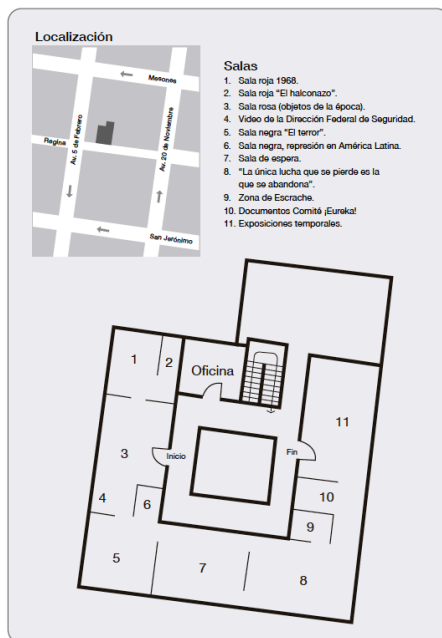 Localización
Mesones
Regina
Av. 5 de Febrero
Av. 20 de Noviembre
San Jerónimo
Salas
1. Sala roja 1968.
2. Sala roja "El halconazo".
3. Sala rosa (objetos de la época).
4. Video de la Dirección Federal de Seguridad.
5. Sala negra "El terror".
6. Sala negra, represión en América Latina.
7. Sala de espera.
8. "La única lucha que se pierde es la
que se abandona".
9. Zona de Escrache.
10. Documentos Comité ¡Eureka!
11. Exposiciones temporales.
1
2
Oficina
11
3
Inicio
Fin
10
4
6
9
5
7
8